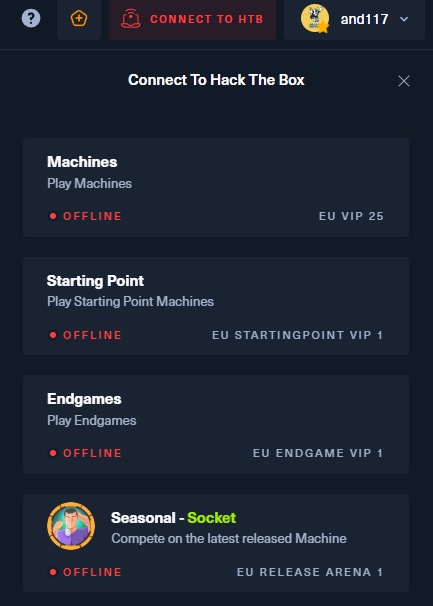 ?
CONNECT TO HTB
and117
Connect To Hack The Box
Machines
Play Machines
OFFLINE
EU VIP 25
Starting Point
Play Starting Point Machines
OFFLINE
EU STARTINGPOINT VIP 1
Endgames
Play Endgames
OFFLINE
EU ENDGAME VIP 1
Seasonal - Socket
Compete on the latest released Machine
OFFLINE
EU RELEASE ARENA 1